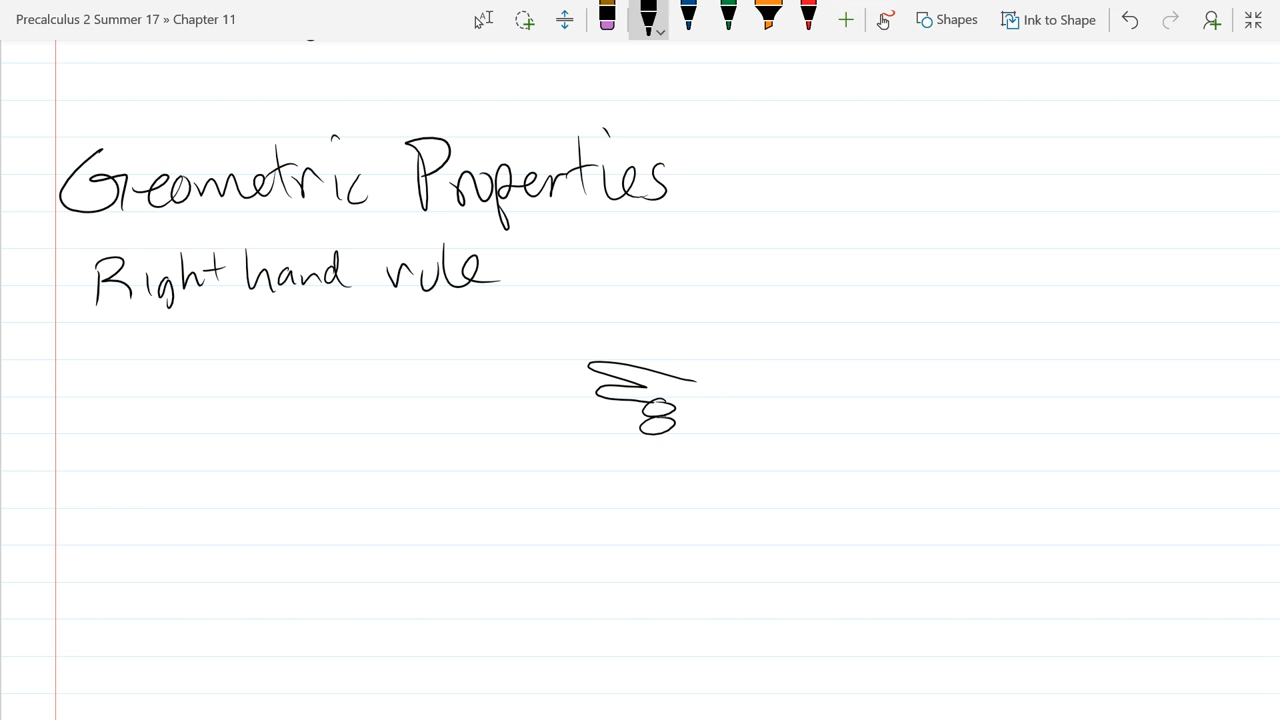 Precalculus 2 Summer 17 » Chapter 11
Shapes
Ink to Shape
Geometric Properties
Right hand rule